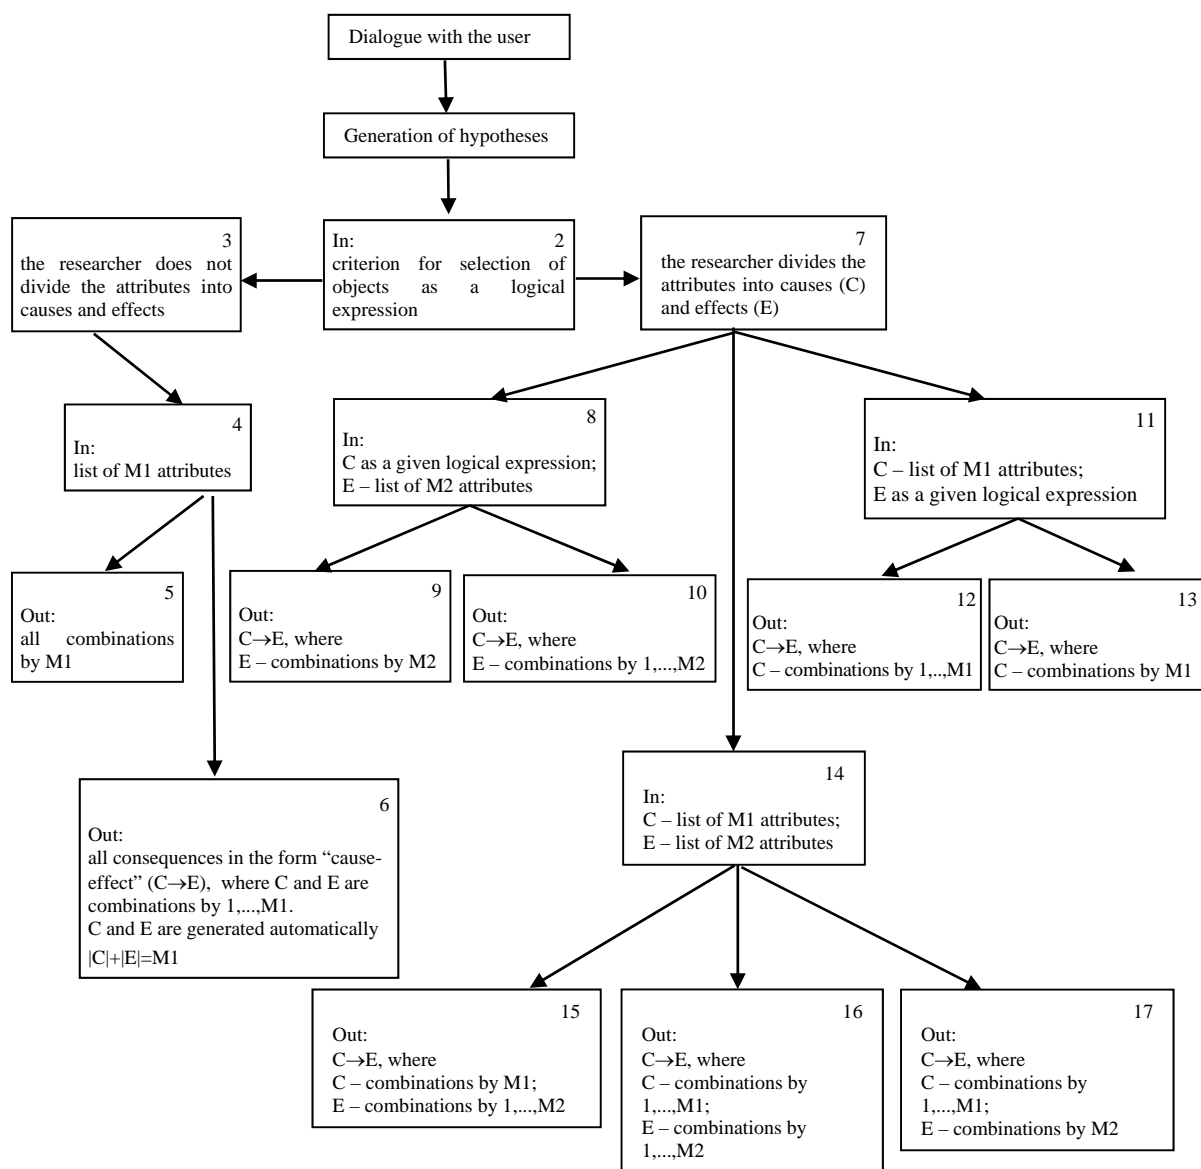 Dialogue with the user
Generation of hypotheses
3
the researcher does not
divide the attributes into
causes and effects
In: 2
criterion for selection of
objects as a logical
expression
7
the researcher divides the
attributes into causes (C)
and effects (E)
4
In:
list of M1 attributes
8
In:
C as a given logical expression;
E – list of M2 attributes
11
In:
C – list of M1 attributes;
E as a given logical expression
5
Out:
all combinations
by M1
9
Out:
C→E, where
E – combinations by M2
10
Out:
C→E, where
E – combinations by 1,...,M2
12
Out:
C→E, where
C – combinations by 1,..,M1
13
Out:
C→E, where
C – combinations by M1
6
Out:
all consequences in the form “cause-
effect” (C→E), where C and E are
combinations by 1,...,M1.
C and E are generated automatically
|C|+|E|=M1
14
In:
C – list of M1 attributes;
E – list of M2 attributes
15
Out:
C→E, where
C – combinations by M1;
E – combinations by 1,...,M2
16
Out:
C→E, where
C – combinations by
1,...,M1;
E – combinations by
1,...,M2
17
Out:
C→E, where
C – combinations by
1,...,M1;
E – combinations by M2